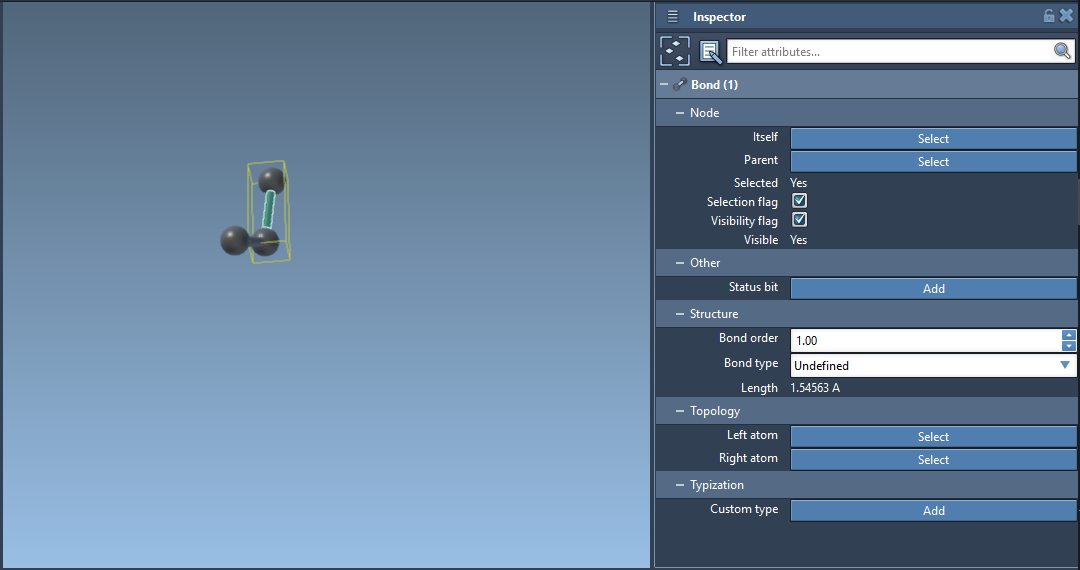 Inspector
Filter attributes...
Bond (1)
Node
Itself Select
Parent Select
Selected Yes
Selection flag
Visibility flag
Visible Yes
Other
Status bit Add
Structure
Bond order 1.00
Bond type Undefined
Length 1.54563 A
Topology
Left atom Select
Right atom Select
Typization
Custom type Add